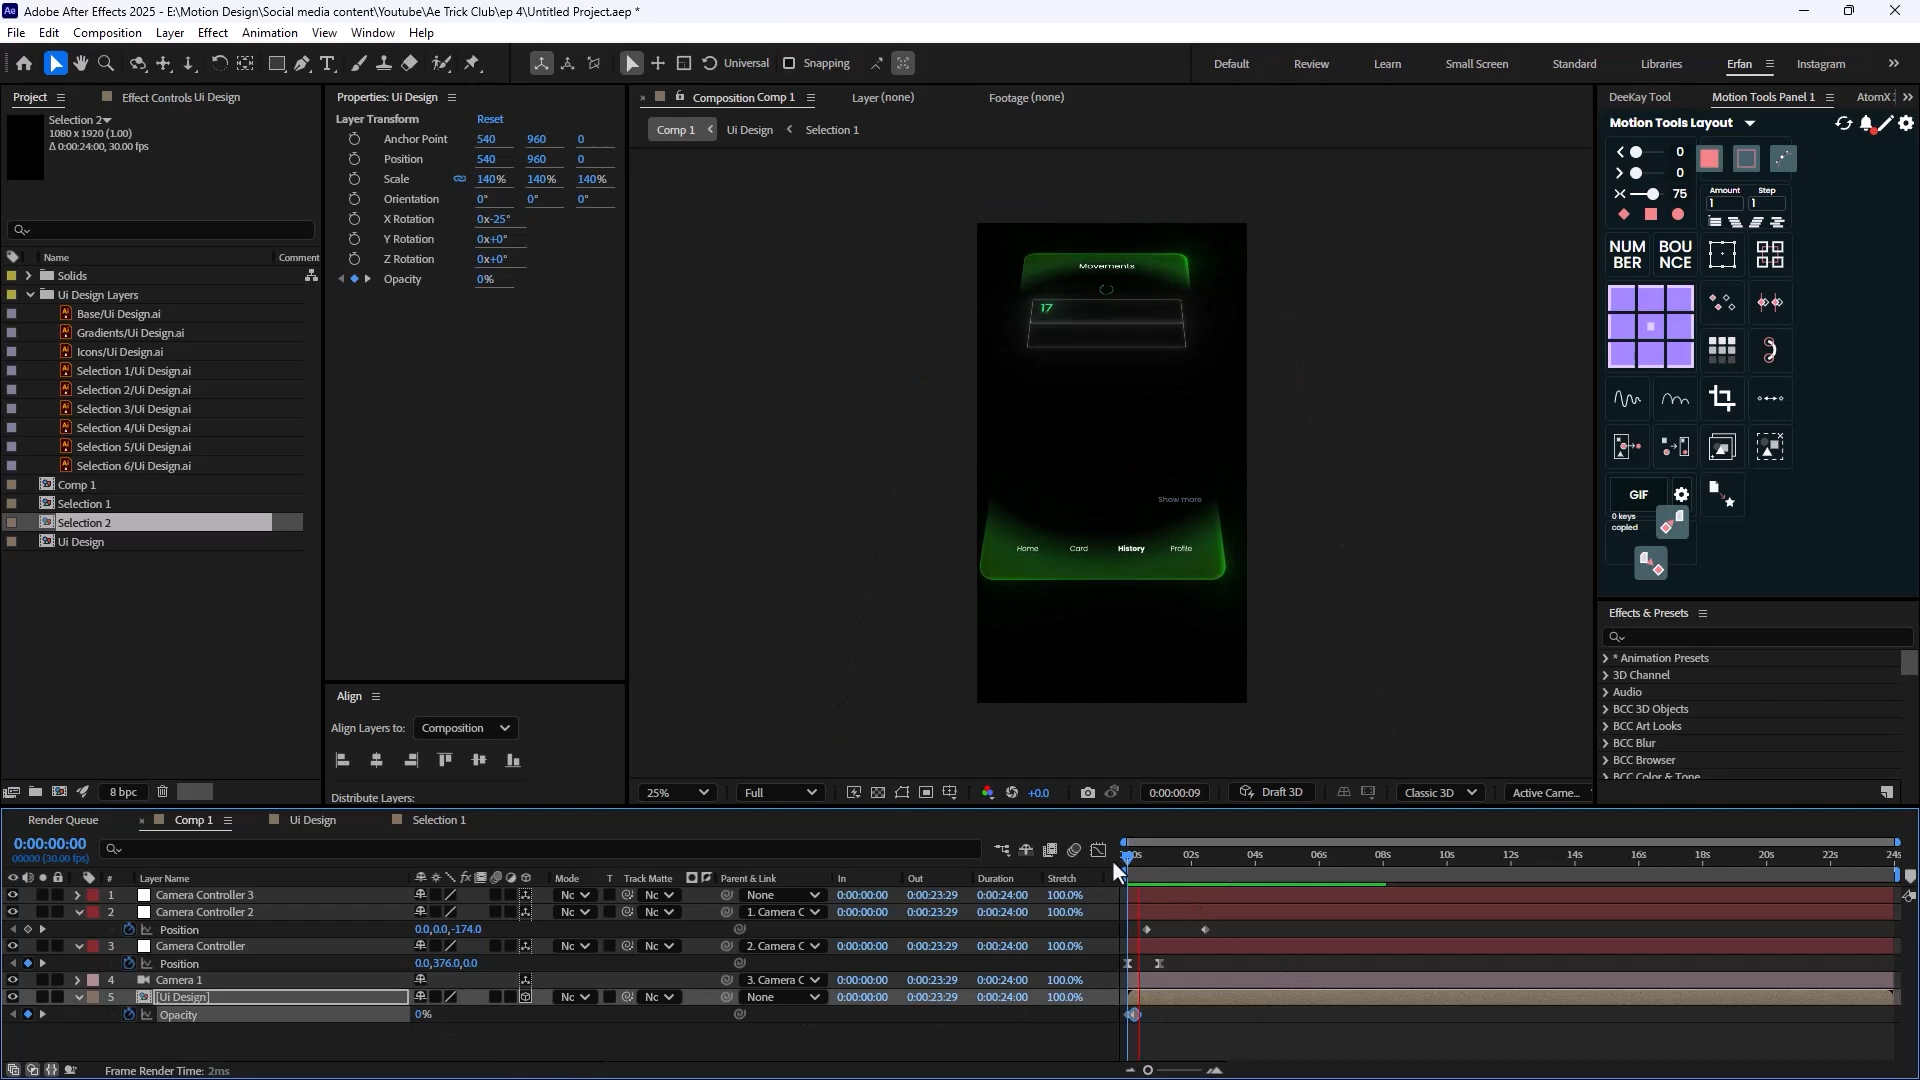 Adobe After Effects 2025 - E:\Motion Design\Social media content\Youtube\Ae Trick Club\ep 4\Untitled Project.aep *
File Edit Composition Layer Effect Animation View Window Help
Universal Snapping Default Review Learn Small Screen Standard Libraries Erfan Instagram
Project Effect Controls Ui Design
Selection 2
1080 x 1920 (1.00)
Δ 0:00:24:00, 30.00 fps
Name Comment
Solids
Ui Design Layers
Base/Ui Design.ai
Gradients/Ui Design.ai
Icons/Ui Design.ai
Selection 1/Ui Design.ai
Selection 2/Ui Design.ai
Selection 3/Ui Design.ai
Selection 4/Ui Design.ai
Selection 5/Ui Design.ai
Selection 6/Ui Design.ai
Comp 1
Selection 1
Selection 2
Ui Design
8 bpc
Properties: Ui Design
Layer Transform Reset
Anchor Point 540 960 0
Position 540 960 0
Scale 140% 140% 140%
Orientation 0° 0° 0°
X Rotation 0x-25°
Y Rotation 0x+0°
Z Rotation 0x+0°
Opacity 0%
Align
Align Layers to: Composition
Distribute Layers:
Composition Comp 1 Layer (none) Footage (none)
Comp 1 Ui Design Selection 1
Movements
17
Show more
Home Card History Profile
25% Full +0.0 0:00:00:09 Draft 3D Classic 3D Active Came...
DeeKay Tool Motion Tools Panel 1 AtomX
Motion Tools Layout
0
0
75
Amount Step
1 1
NUM BER BOU NCE
GIF
0 keys copied
Effects & Presets
* Animation Presets
3D Channel
Audio
BCC 3D Objects
BCC Art Looks
BCC Blur
BCC Browser
BCC Color & Tone
Render Queue Comp 1 Ui Design Selection 1
0:00:00:00
00000 (30.00 fps)
02s 04s 06s 08s 10s 12s 14s 16s 18s 20s 22s 24s
# Layer Name Mode T Track Matte Parent & Link In Out Duration Stretch
1 Camera Controller 3 Nc Nc None 0:00:00:00 0:00:23:29 0:00:24:00 100.0%
2 Camera Controller 2 Nc Nc 1. Camera C 0:00:00:00 0:00:23:29 0:00:24:00 100.0%
Position 0.0,0.0,-174.0
3 Camera Controller Nc Nc 2. Camera C 0:00:00:00 0:00:23:29 0:00:24:00 100.0%
Position 0.0,376.0,0.0
4 Camera 1 3. Camera C 0:00:00:00 0:00:23:29 0:00:24:00 100.0%
5 [Ui Design] Nc Nc None 0:00:00:00 0:00:23:29 0:00:24:00 100.0%
Opacity 0%
Frame Render Time: 2ms